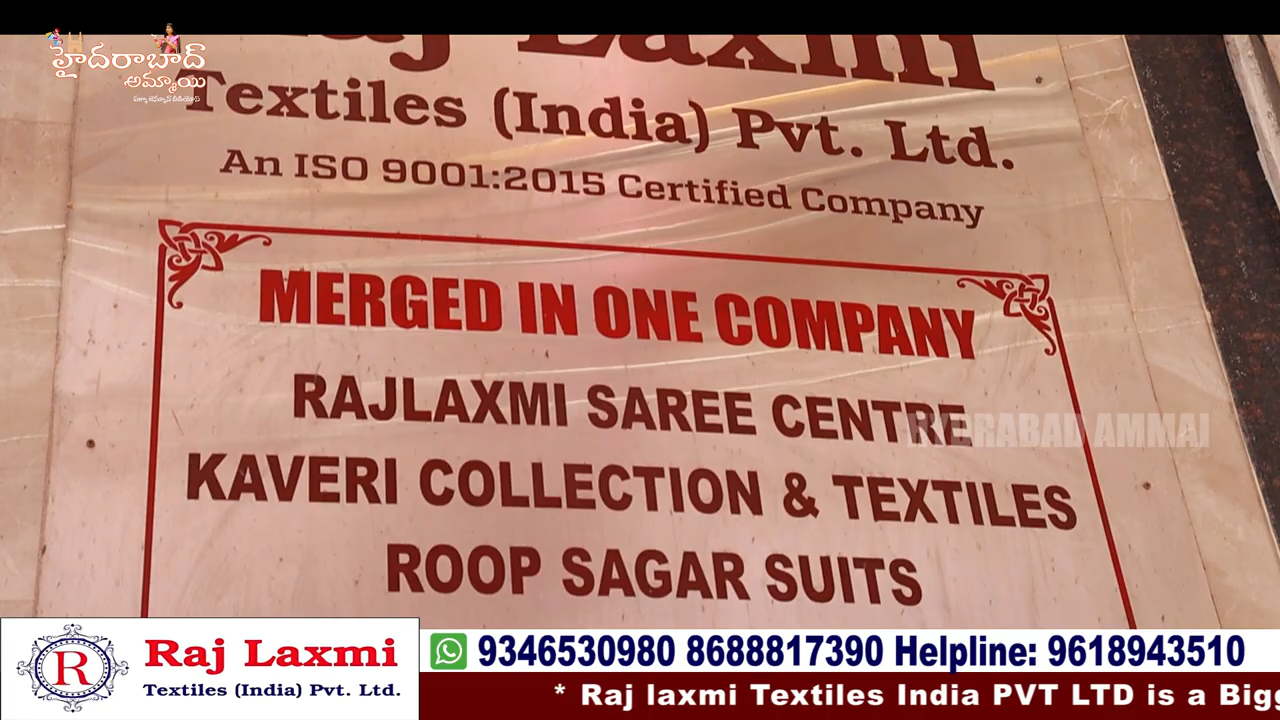 హైదరాబాద్
అమ్మాయి
Raj Laxmi
Textiles (India) Pvt. Ltd.
An ISO 9001:2015 Certified Company
MERGED IN ONE COMPANY
RAJLAXMI SAREE CENTRE
HYDERABAD AMMAI
KAVERI COLLECTION & TEXTILES
ROOP SAGAR SUITS
R
Raj Laxmi
Textiles (India) Pvt. Ltd.
9346530980 8688817390 Helpline: 9618943510
* Raj laxmi Textiles India PVT LTD is a Bigg